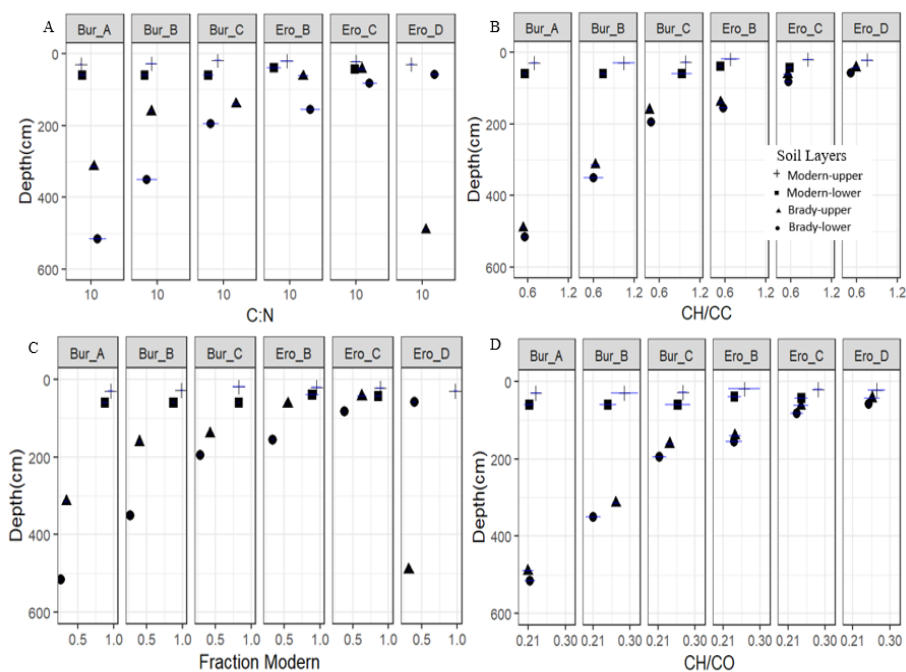 A
Bur_A Bur_B Bur_C Ero_B Ero_C Ero_D
0
200
400
600
Depth(cm)
10 10 10 10 10 10
C:N
B
Bur_A Bur_B Bur_C Ero_B Ero_C Ero_D
0
200
400
600
Depth(cm)
Soil Layers
Modern-upper
Modern-lower
Brady-upper
Brady-lower
0.6 1.2 0.6 1.2 0.6 1.2 0.6 1.2 0.6 1.2 0.6 1.2
CH/CC
C
Bur_A Bur_B Bur_C Ero_B Ero_C Ero_D
0
200
400
600
Depth(cm)
0.5 1.0 0.5 1.0 0.5 1.0 0.5 1.0 0.5 1.0 0.5 1.0
Fraction Modern
D
Bur_A Bur_B Bur_C Ero_B Ero_C Ero_D
0
200
400
600
Depth(cm)
0.21 0.30 0.21 0.30 0.21 0.30 0.21 0.30 0.21 0.30 0.21 0.30
CH/CO